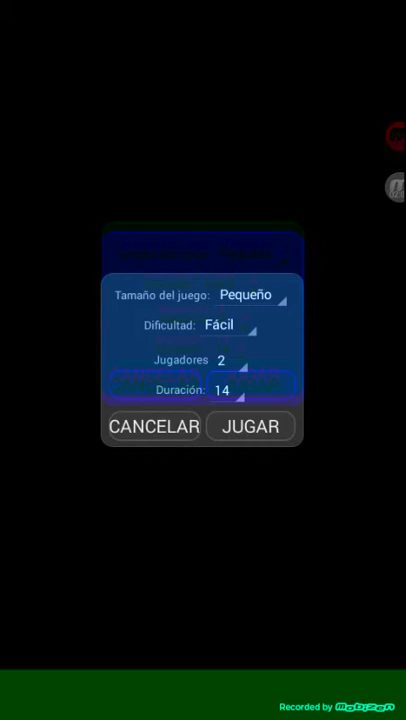 Tamaño del juego: Pequeño
Dificultad: Fácil
Jugadores 2
Duración: 14
CANCELAR JUGAR
Recorded by mobizen